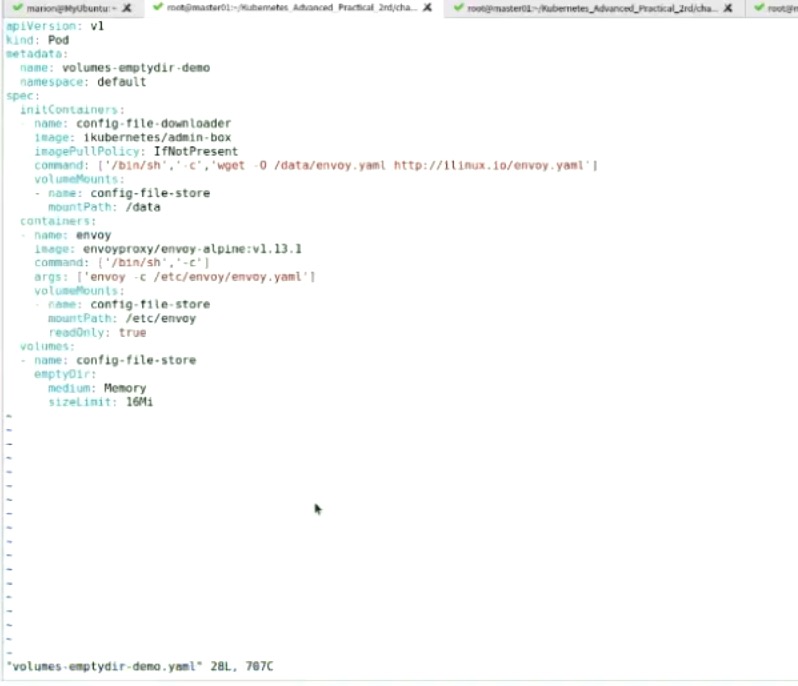 marion@MyUbuntu: ~
root@master01:~/Kubernetes_Advanced_Practical_2rd/cha...
root@master01:~/Kubernetes_Advanced_Practical_2rd/cha...
apiVersion: v1
kind: Pod
metadata:
  name: volumes-emptydir-demo
  namespace: default
spec:
  initContainers:
  - name: config-file-downloader
    image: ikubernetes/admin-box
    imagePullPolicy: IfNotPresent
    command: ['/bin/sh','-c','wget -O /data/envoy.yaml http://ilinux.io/envoy.yaml']
    volumeMounts:
    - name: config-file-store
      mountPath: /data
  containers:
  - name: envoy
    image: envoyproxy/envoy-alpine:v1.13.1
    command: ['/bin/sh','-c']
    args: ['envoy -c /etc/envoy/envoy.yaml']
    volumeMounts:
    - name: config-file-store
      mountPath: /etc/envoy
      readOnly: true
  volumes:
  - name: config-file-store
    emptyDir:
      medium: Memory
      sizeLimit: 16Mi
"volumes-emptydir-demo.yaml" 28L, 707C